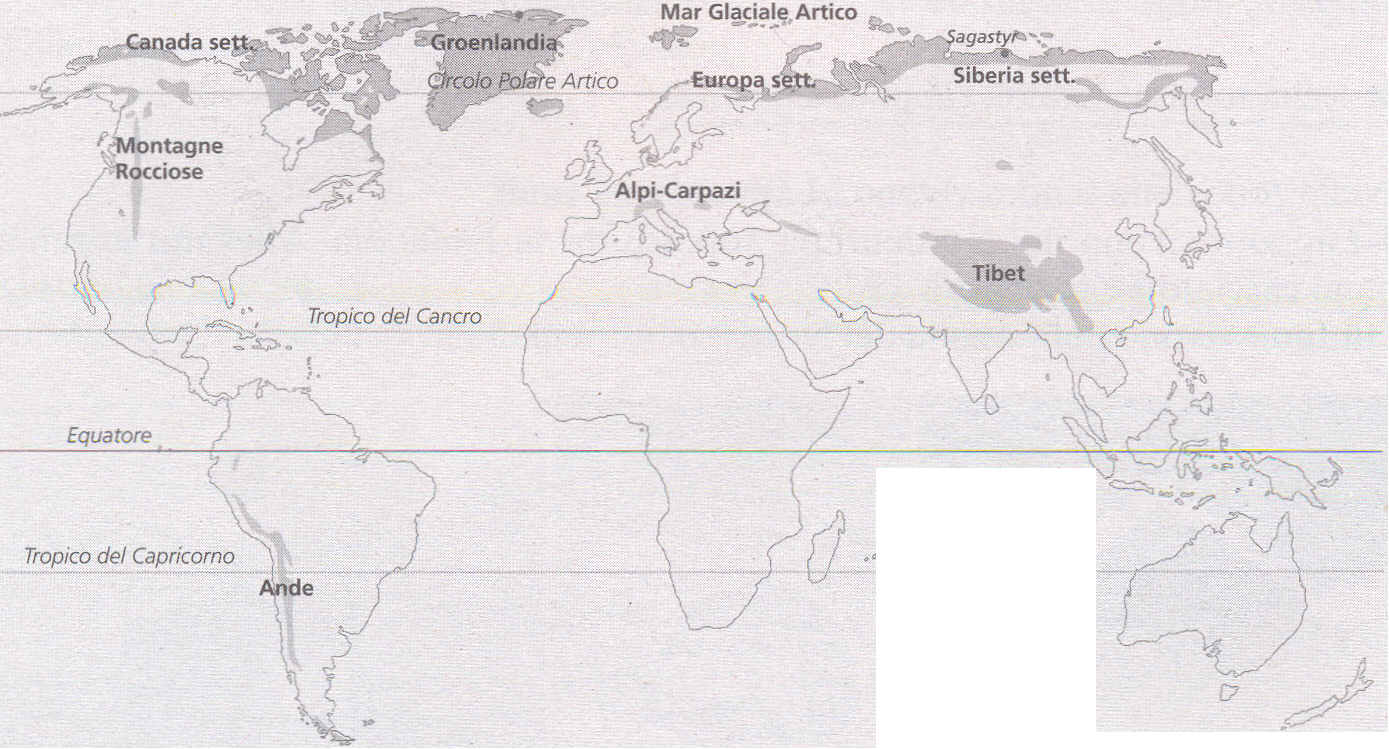 Mar Glaciale Artico
Canada sett.
Groenlandia
Sagastyr
Circolo Polare Artico
Europa sett.
Siberia sett.
Montagne
Rocciose
Alpi-Carpazi
Tibet
Tropico del Cancro
Equatore
Tropico del Capricorno
Ande